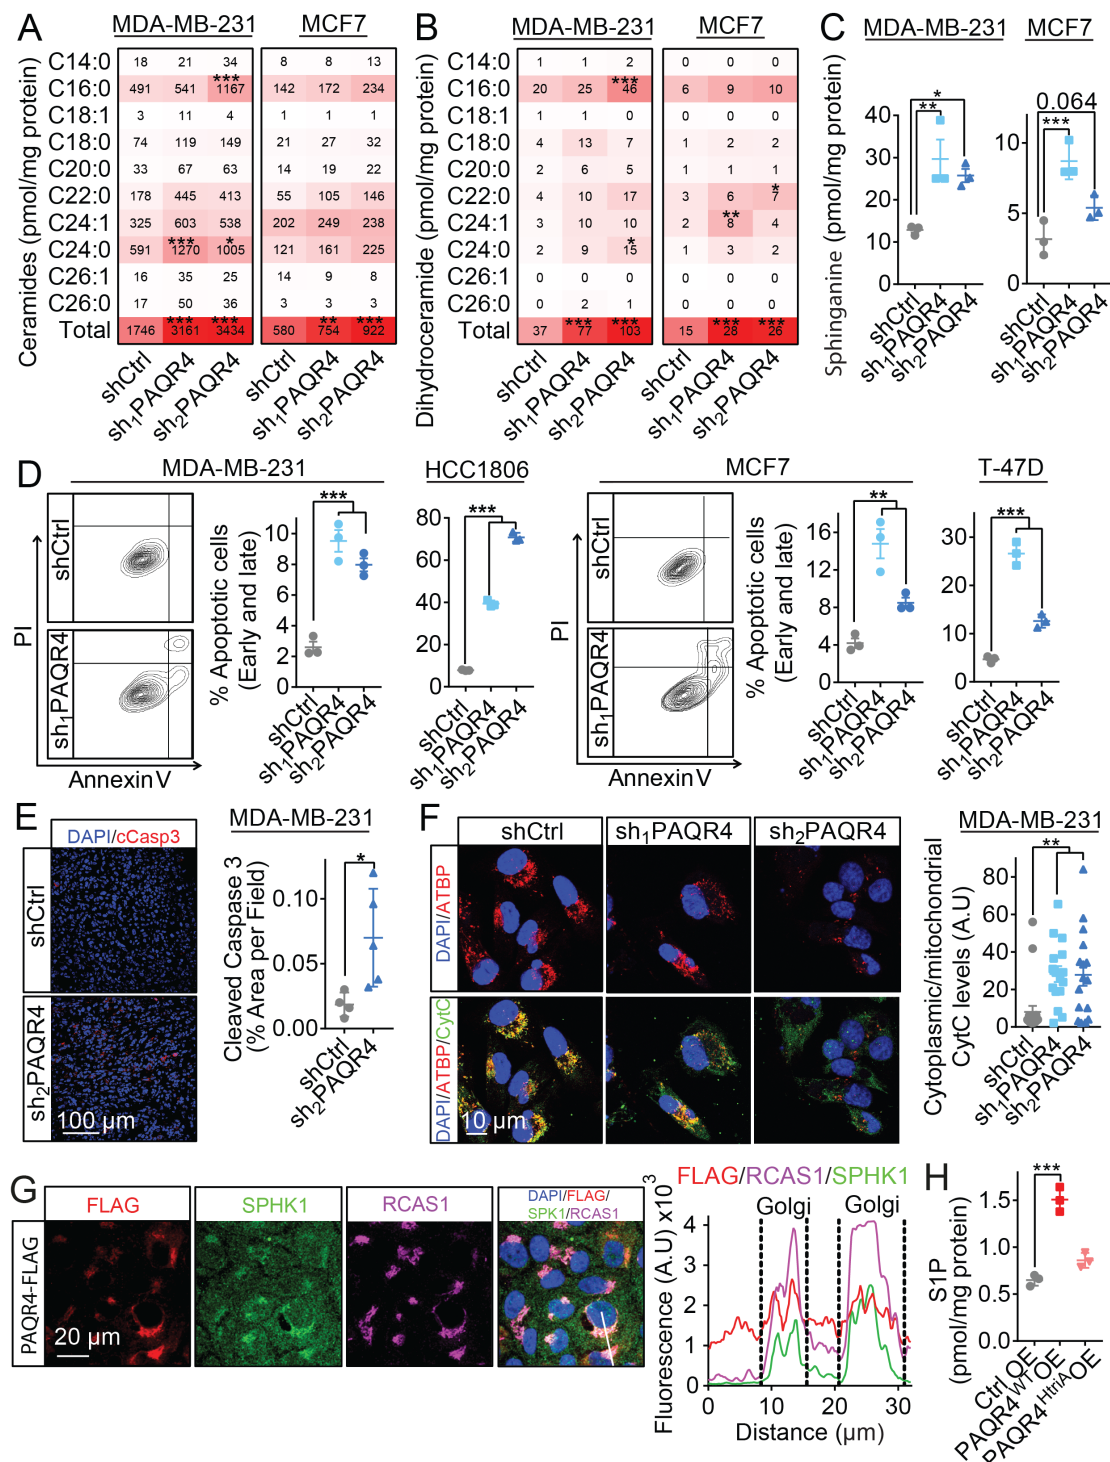 A
MDA-MB-231
MCF7
Ceramides (pmol/mg protein)
C14:0 18 21 34 8 8 13
***
C16:0 491 541 1167 142 172 234
C18:1 3 11 4 1 1 1
C18:0 74 119 149 21 27 32
C20:0 33 67 63 14 19 22
C22:0 178 445 413 55 105 146
C24:1 325 603 538 202 249 238
*** *
C24:0 591 1270 1005 121 161 225
C26:1 16 35 25 14 9 8
C26:0 17 50 36 3 3 3
*** *** ** ***
Total 1746 3161 3434 580 754 922
shCtrl
sh1PAQR4
sh2PAQR4
shCtrl
sh1PAQR4
sh2PAQR4
B
MDA-MB-231
MCF7
Dihydroceramide (pmol/mg protein)
C14:0 1 1 2 0 0 0
***
C16:0 20 25 46 6 9 10
C18:1 1 1 0 0 0 0
C18:0 4 13 7 1 2 2
C20:0 2 6 5 1 1 1
*
C22:0 4 10 17 3 6 7
**
C24:1 3 10 10 2 8 4
*
C24:0 2 9 15 1 3 2
C26:1 0 0 0 0 0 0
C26:0 0 2 1 0 0 0
*** *** *** ***
Total 37 77 103 15 28 26
shCtrl
sh1PAQR4
sh2PAQR4
shCtrl
sh1PAQR4
sh2PAQR4
C
MDA-MB-231
MCF7
Sphinganine (pmol/mg protein)
*
**
40
30
20
10
0
shCtrl
sh1PAQR4
sh2PAQR4
0.064
***
10
5
0
shCtrl
sh1PAQR4
sh2PAQR4
D
MDA-MB-231
HCC1806
MCF7
T-47D
shCtrl
sh1PAQR4
PI
Annexin V
% Apoptotic cells
(Early and late)
***
10
8
6
4
2
0
shCtrl
sh1PAQR4
sh2PAQR4
***
80
60
40
20
0
shCtrl
sh1PAQR4
sh2PAQR4
shCtrl
sh1PAQR4
PI
Annexin V
% Apoptotic cells
(Early and late)
**
16
12
8
4
0
shCtrl
sh1PAQR4
sh2PAQR4
***
30
20
10
0
shCtrl
sh1PAQR4
sh2PAQR4
E
DAPI/cCasp3
shCtrl
sh2PAQR4
100 µm
MDA-MB-231
Cleaved Caspase 3
(% Area per Field)
*
0.10
0.05
0.00
shCtrl
sh2PAQR4
F
shCtrl
sh1PAQR4
sh2PAQR4
DAPI/ATBP
DAPI/ATBP/CytC
10 µm
MDA-MB-231
Cytoplasmic/mitochondrial
CytC levels (A.U)
**
80
60
40
20
0
shCtrl
sh1PAQR4
sh2PAQR4
G
FLAG
SPHK1
RCAS1
DAPI/FLAG/
SPK1/RCAS1
PAQR4-FLAG
20 µm
FLAG/RCAS1/SPHK1
Golgi
Golgi
Fluorescence (A.U) x10³
4
3
2
1
0
0 10 20 30
Distance (µm)
H
***
S1P
(pmol/mg protein)
1.5
1.0
0.5
0.0
Ctrl OE
PAQR4WT OE
PAQR4HtriA OE